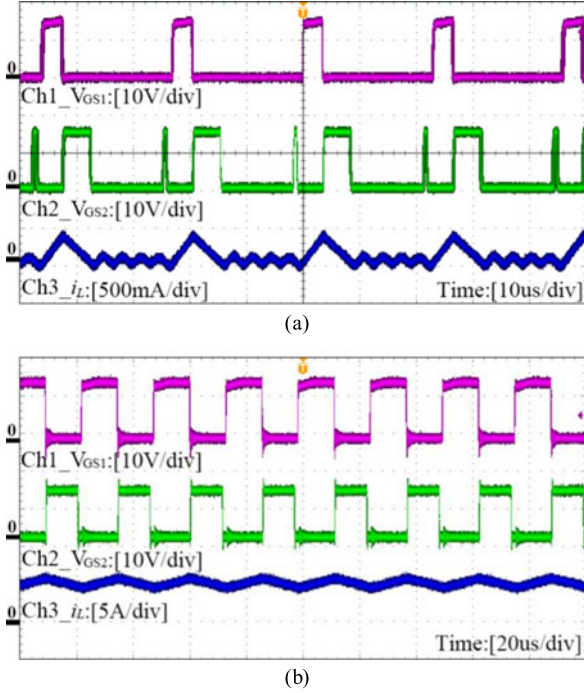 T
0
Ch1_VGS1:[10V/div]
0
Ch2_VGS2:[10V/div]
0
Ch3_iL:[500mA/div] Time:[10us/div]
(a)
T
0
Ch1_VGS1:[10V/div]
0
Ch2_VGS2:[10V/div]
Ch3_iL:[5A/div]
0
Time:[20us/div]
(b)